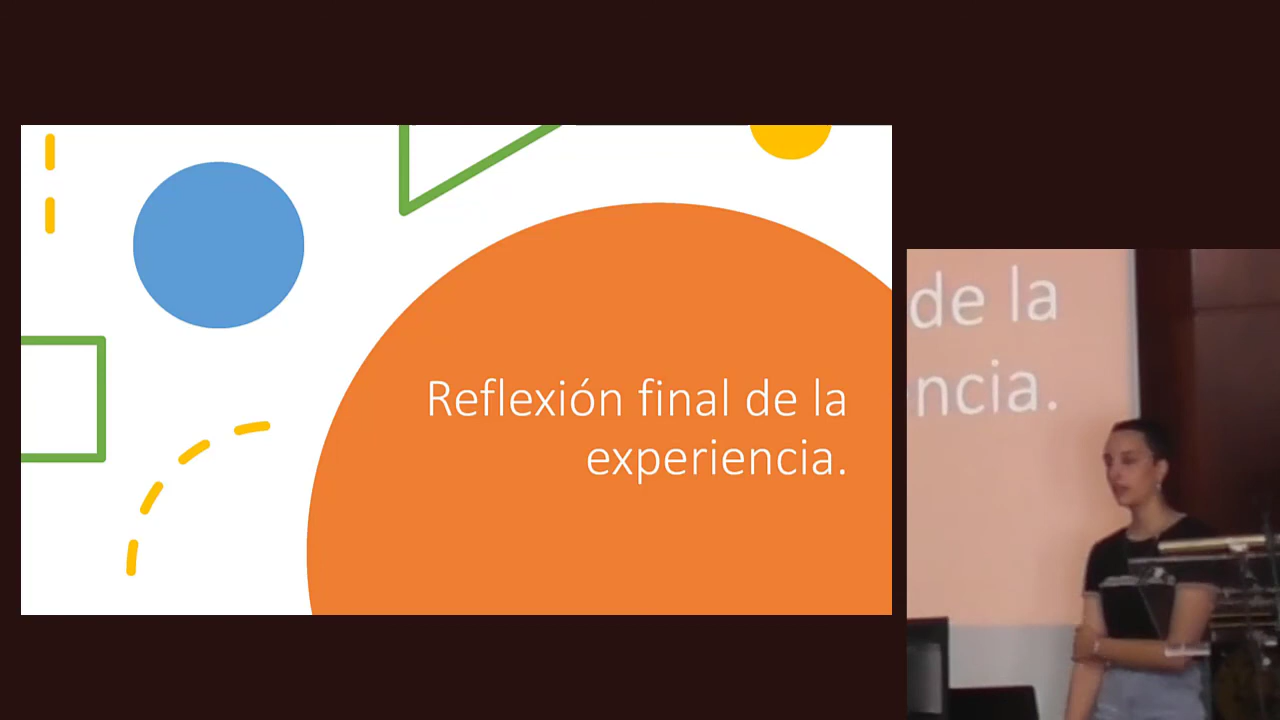 Reflexión final de la
experiencia.
de la
ncia.